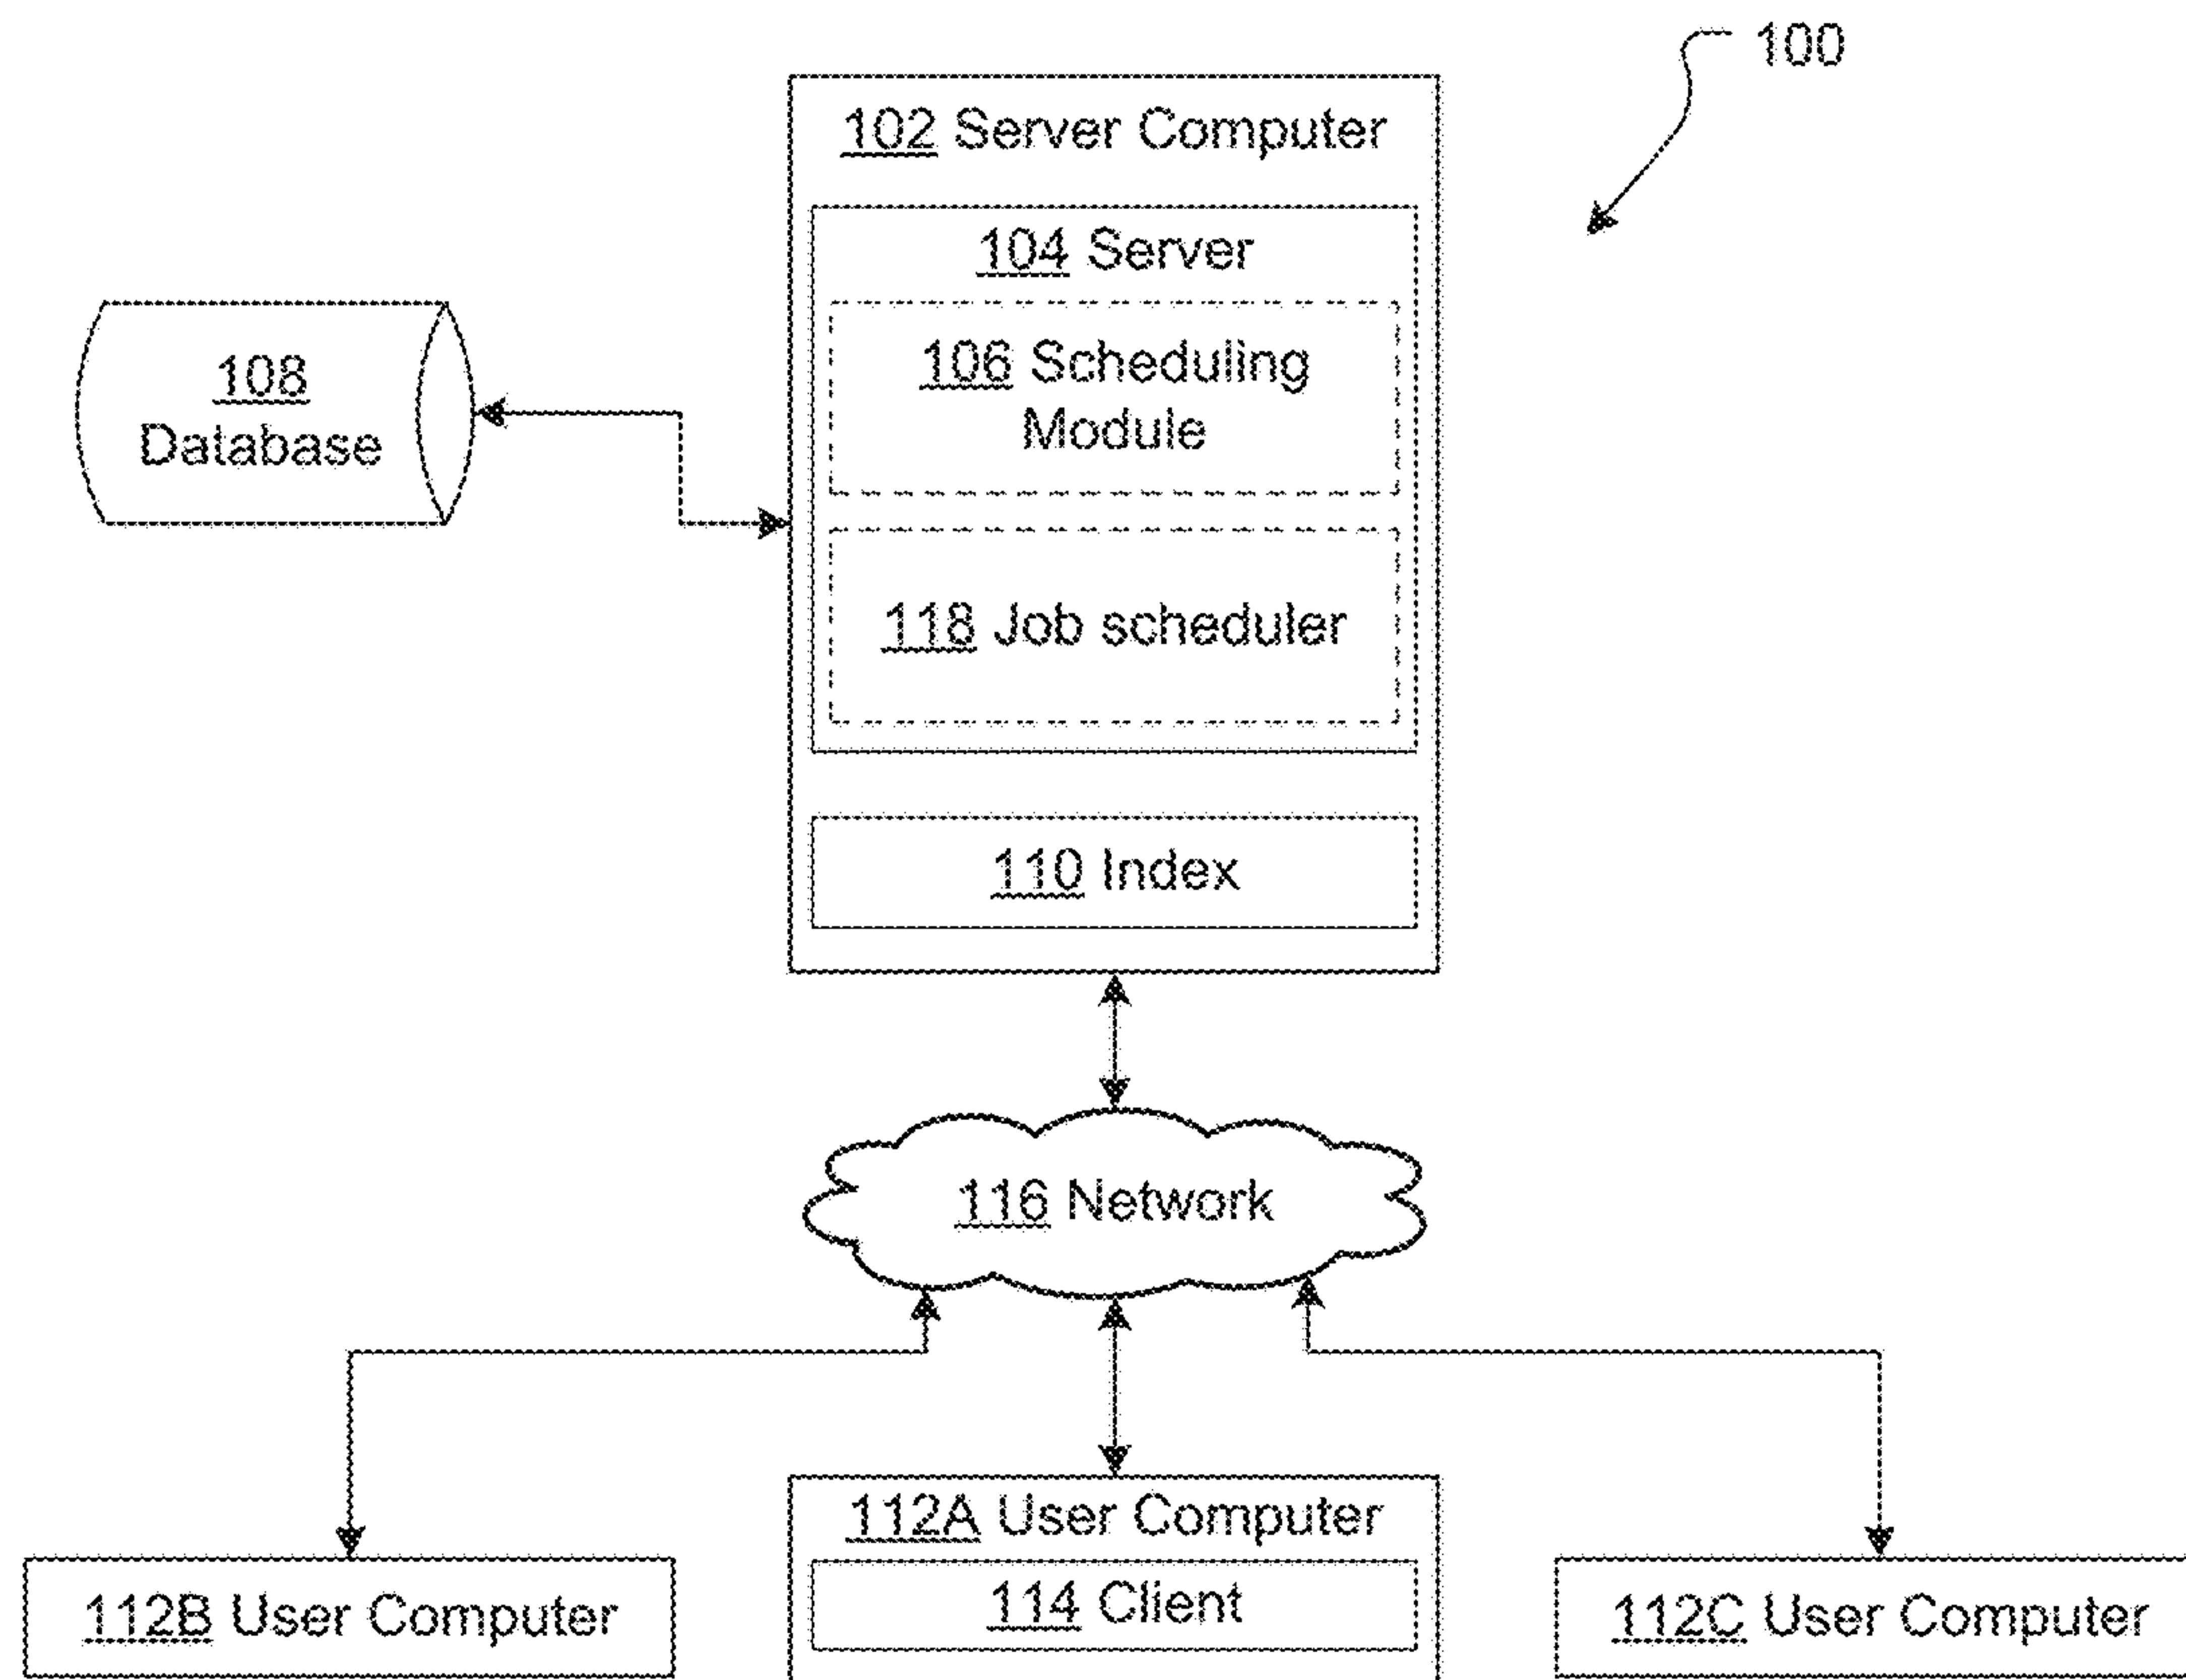 100
102 Server Computer
104 Server
106 Scheduling
Module
108
Database
118 Job scheduler
110 Index
116 Network
112A User Computer
114 Client
112B User Computer
112C User Computer